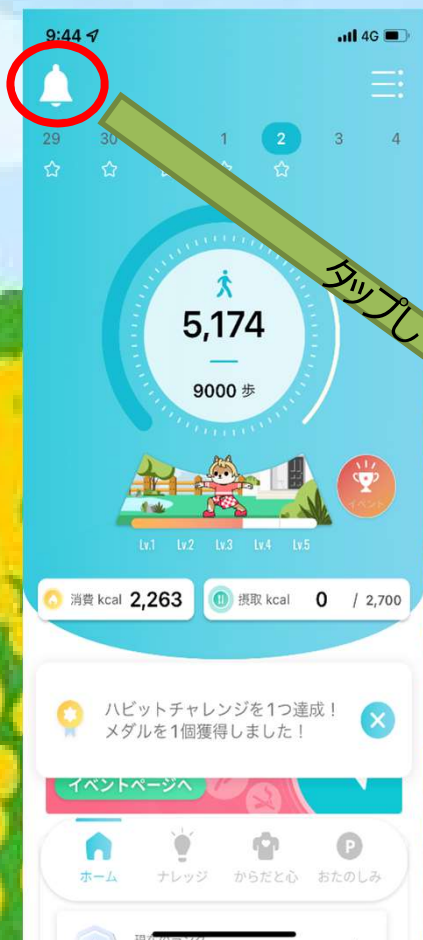 9:44
4G
29 30 1 2 3 4
5,174
9000 歩
タップし
イベント
Lv.1 Lv.2 Lv.3 Lv.4 Lv.5
消費 kcal 2,263
摂取 kcal 0 / 2,700
ハビットチャレンジを1つ達成！
メダルを1個獲得しました！
イベントページへ
P
ホーム ナレッジ からだと心 おたのしみ